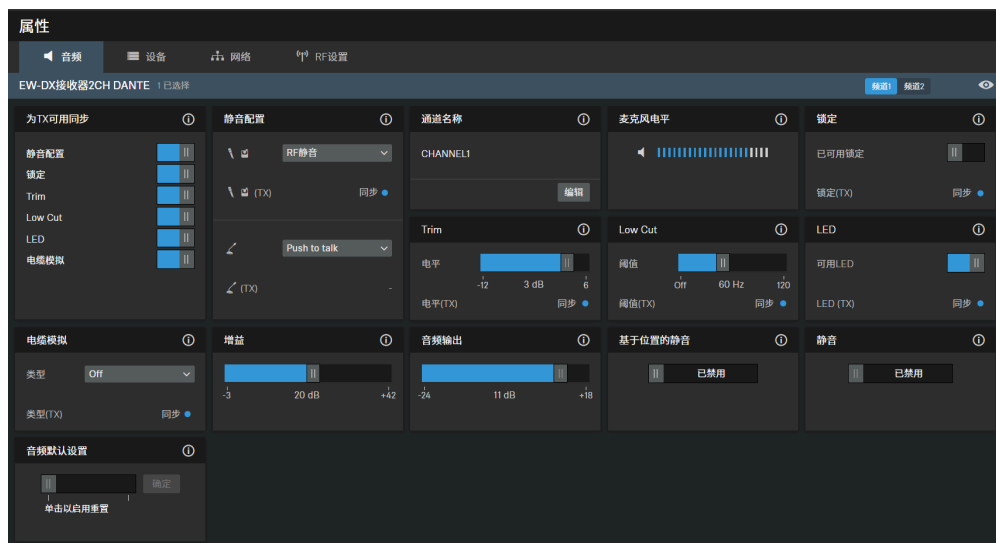 属性
音频
设备
网络
RF设置
EW-DX接收器2CH DANTE 1 已选择
频道1 频道2
为TX可用同步
静音配置
锁定
Trim
Low Cut
LED
电缆模拟
静音配置
RF静音
(TX) 同步
Push to talk
(TX) -
通道名称
CHANNEL1
编辑
麦克风电平
锁定
已可用锁定
锁定(TX) 同步
Trim
电平
-12 3 dB 6
电平(TX) 同步
Low Cut
阈值
Off 60 Hz 120
阈值(TX) 同步
LED
可用LED
LED (TX) 同步
电缆模拟
类型 Off
类型(TX) 同步
增益
-3 20 dB +42
音频输出
-24 11 dB +18
基于位置的静音
已禁用
静音
已禁用
音频默认设置
确定
单击以启用重置